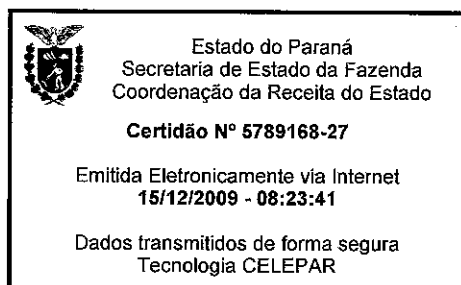 Estado do Paraná
Secretaria de Estado da Fazenda
Coordenação da Receita do Estado
Certidão Nº 5789168-27
Emitida Eletronicamente via Internet
15/12/2009 - 08:23:41
Dados transmitidos de forma segura
Tecnologia CELEPAR